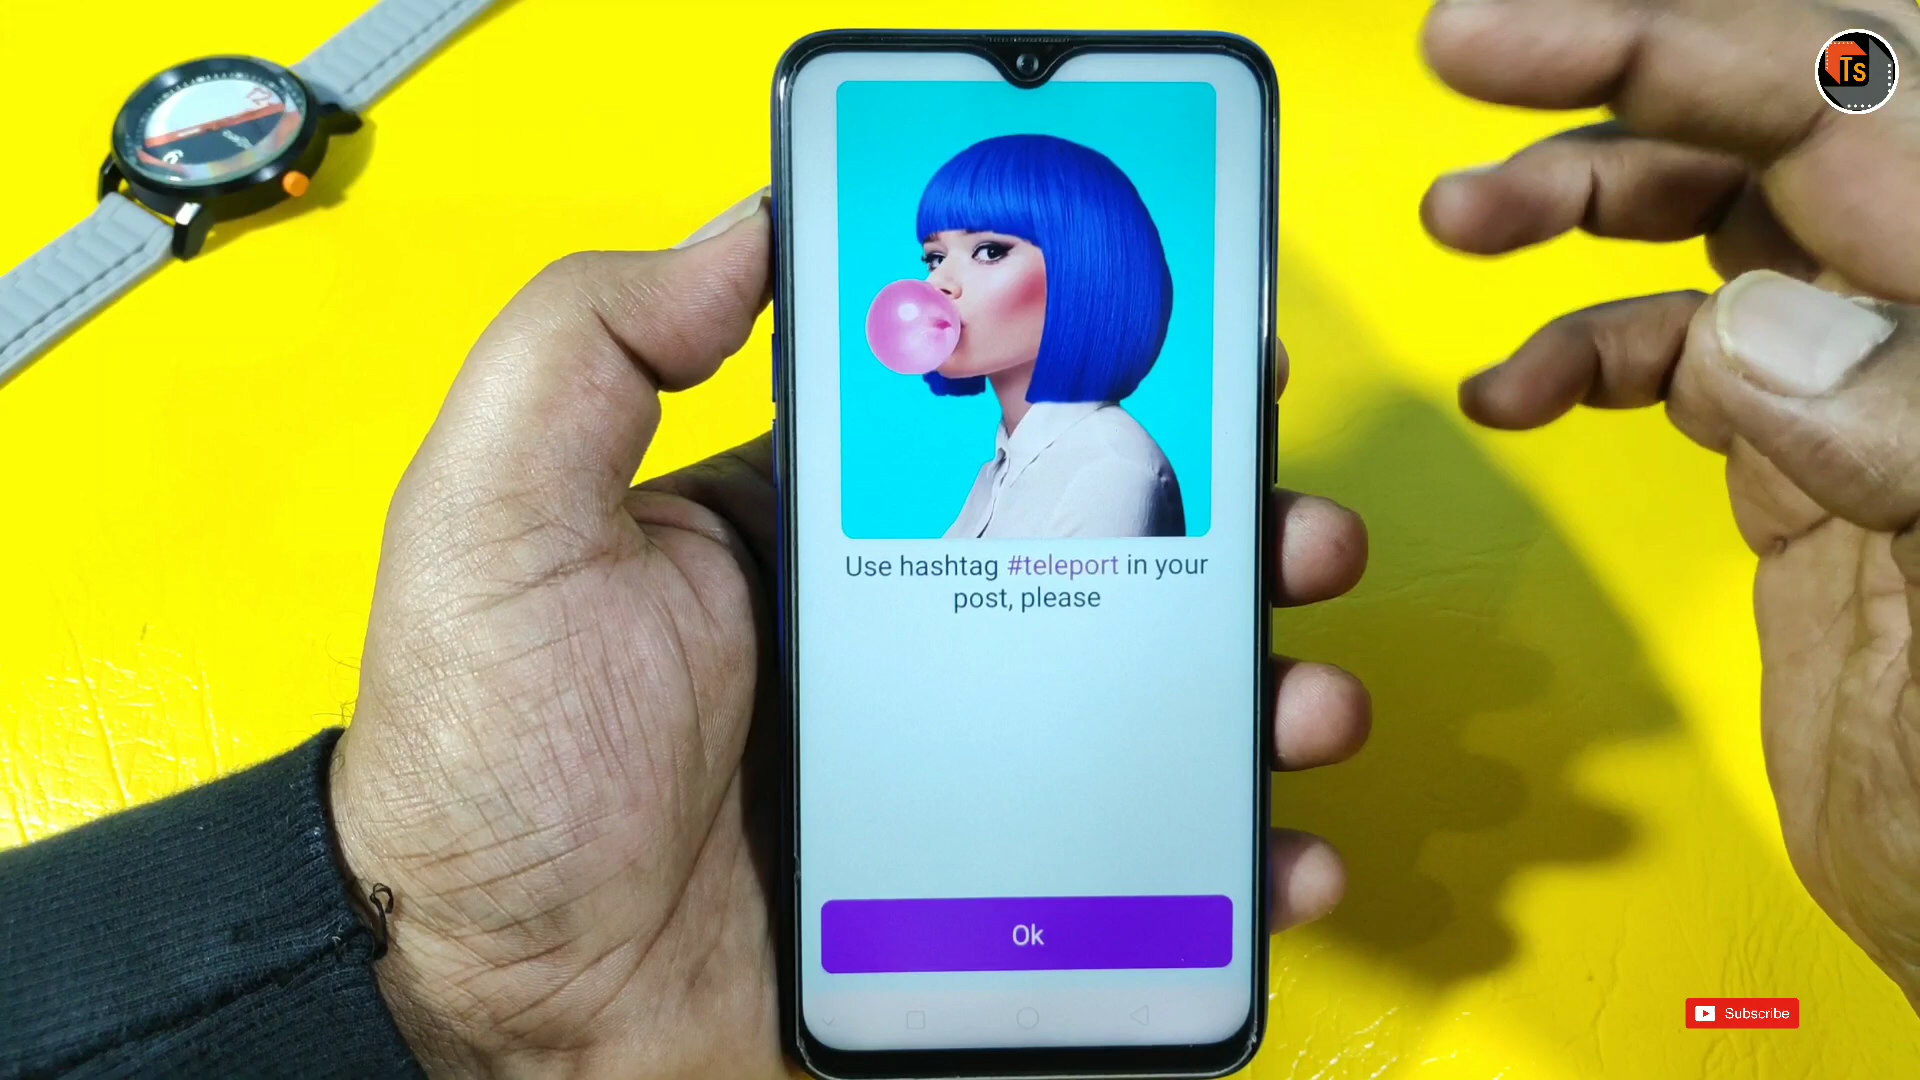 Ts
Use hashtag #teleport in your
post, please
Ok
Subscribe